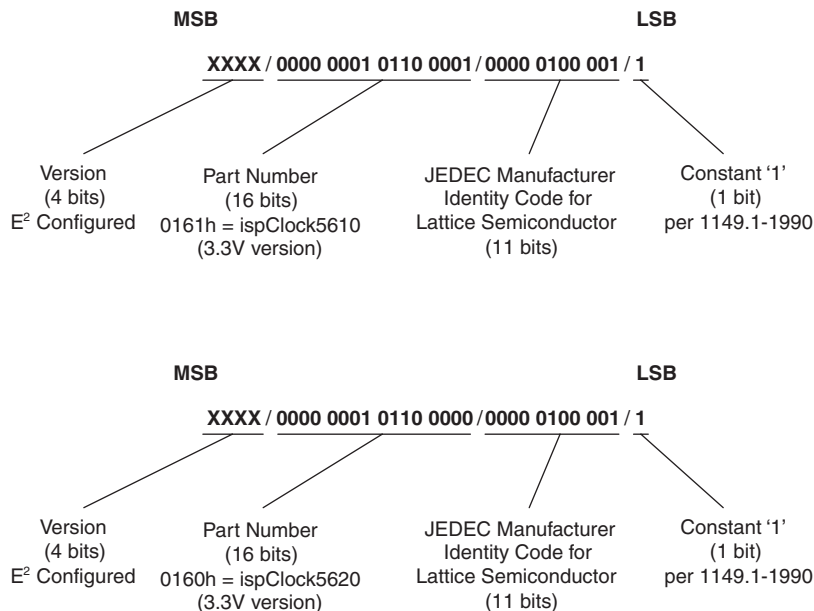 MSB LSB
XXXX / 0000 0001 0110 0001 / 0000 0100 001 / 1
Version
(4 bits)
E² Configured
Part Number
(16 bits)
0161h = ispClock5610
(3.3V version)
JEDEC Manufacturer
Identity Code for
Lattice Semiconductor
(11 bits)
Constant ‘1’
(1 bit)
per 1149.1-1990
MSB LSB
XXXX / 0000 0001 0110 0000 / 0000 0100 001 / 1
Version
(4 bits)
E² Configured
Part Number
(16 bits)
0160h = ispClock5620
(3.3V version)
JEDEC Manufacturer
Identity Code for
Lattice Semiconductor
(11 bits)
Constant ‘1’
(1 bit)
per 1149.1-1990